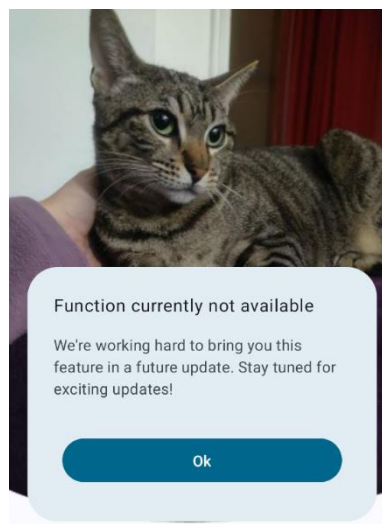 Function currently not available
We're working hard to bring you this
feature in a future update. Stay tuned for
exciting updates!
Ok